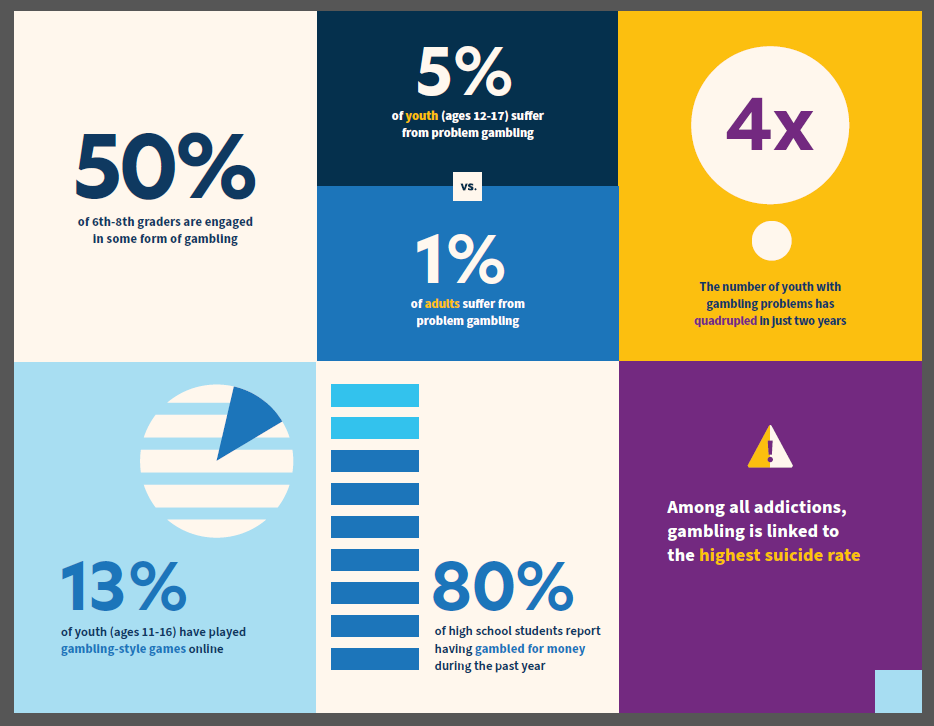 50%
of 6th-8th graders are engaged
in some form of gambling
5%
of youth (ages 12-17) suffer
from problem gambling
vs.
1%
of adults suffer from
problem gambling
4x
The number of youth with
gambling problems has
quadrupled in just two years
13%
of youth (ages 11-16) have played
gambling-style games online
80%
of high school students report
having gambled for money
during the past year
!
Among all addictions,
gambling is linked to
the highest suicide rate